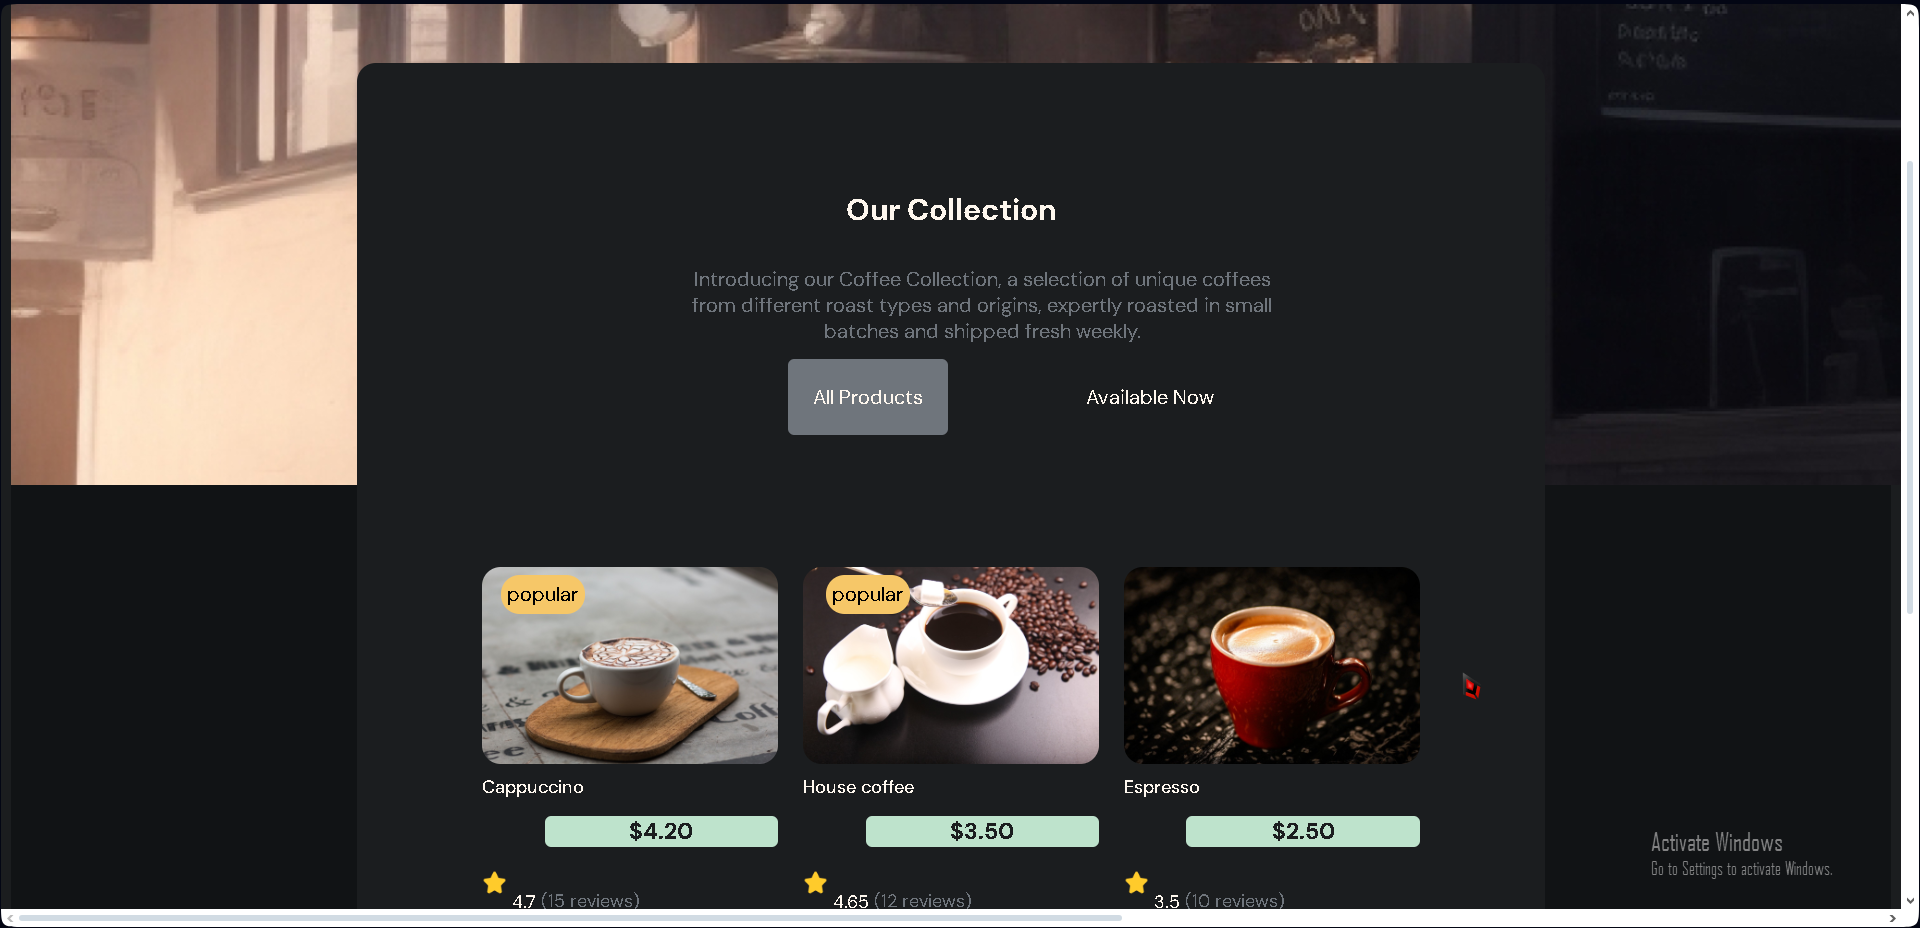 Our Collection
Introducing our Coffee Collection, a selection of unique coffees
from different roast types and origins, expertly roasted in small
batches and shipped fresh weekly.
All Products Available Now
popular popular
Cappuccino House coffee Espresso
$4.20 $3.50 $2.50
4.7 (15 reviews) 4.65 (12 reviews) 3.5 (10 reviews)
Activate Windows
Go to Settings to activate Windows.